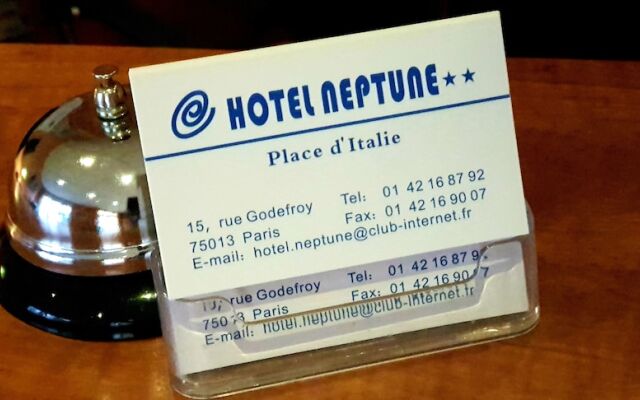 HOTEL NEPTUNE★★
Place d'Italie
15, rue Godefroy Tel: 01 42 16 87 92
75013 Paris Fax: 01 42 16 90 07
E-mail: hotel.neptune@club-internet.fr
rue Godefroy Tel: 01 42 16 87
75013 Paris Fax: 01 42 16 90 07
E-mail: hotel.neptune@club-internet.fr